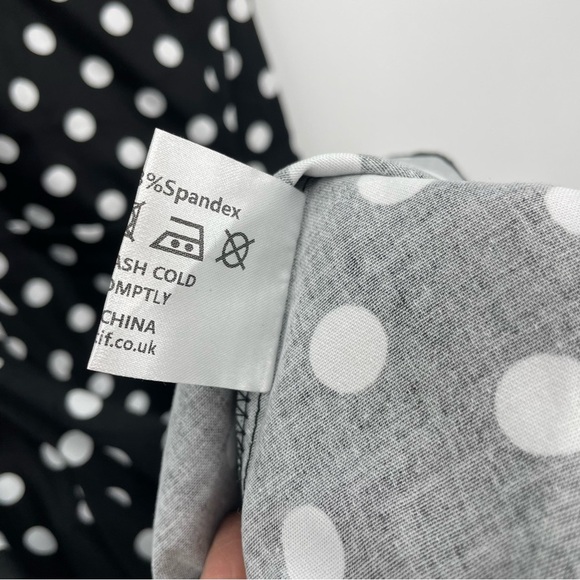 %Spandex
ASH COLD
OMPTLY
CHINA
if.co.uk